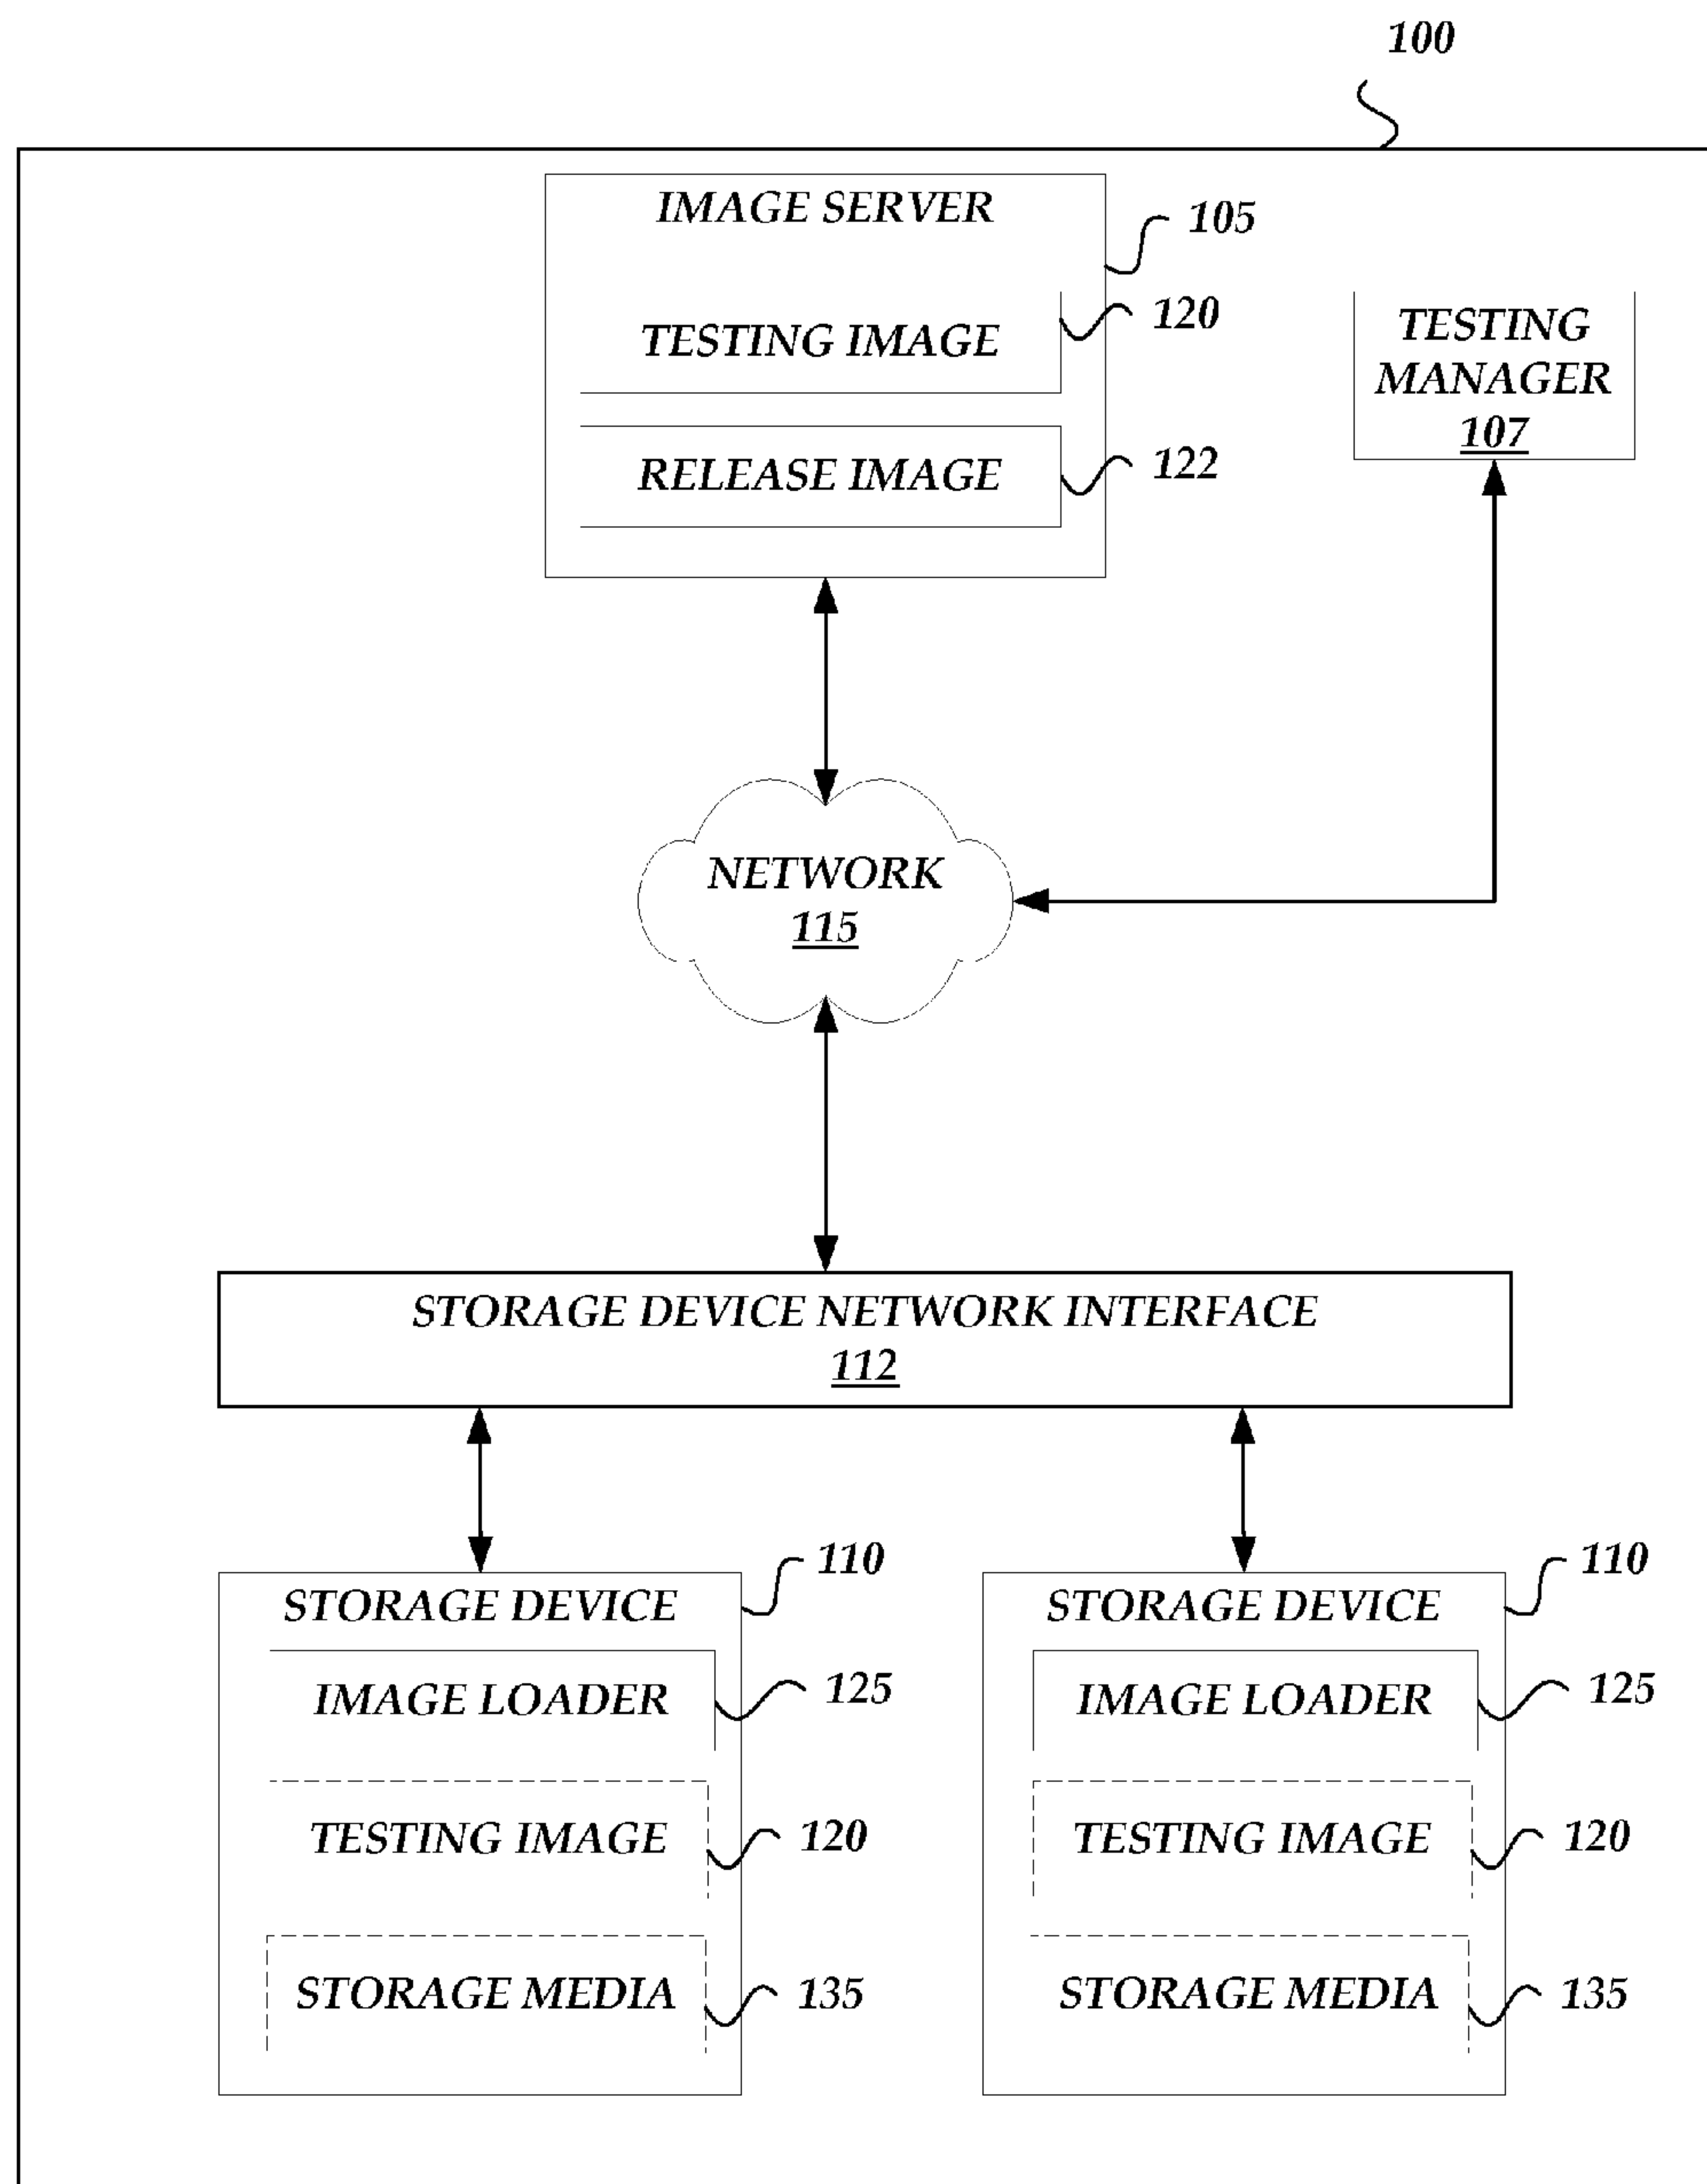 100
IMAGE SERVER
105
TESTING IMAGE
120
RELEASE IMAGE
122
TESTING
MANAGER
107
NETWORK
115
STORAGE DEVICE NETWORK INTERFACE
112
STORAGE DEVICE
110
IMAGE LOADER
125
TESTING IMAGE
120
STORAGE MEDIA
135
STORAGE DEVICE
110
IMAGE LOADER
125
TESTING IMAGE
120
STORAGE MEDIA
135